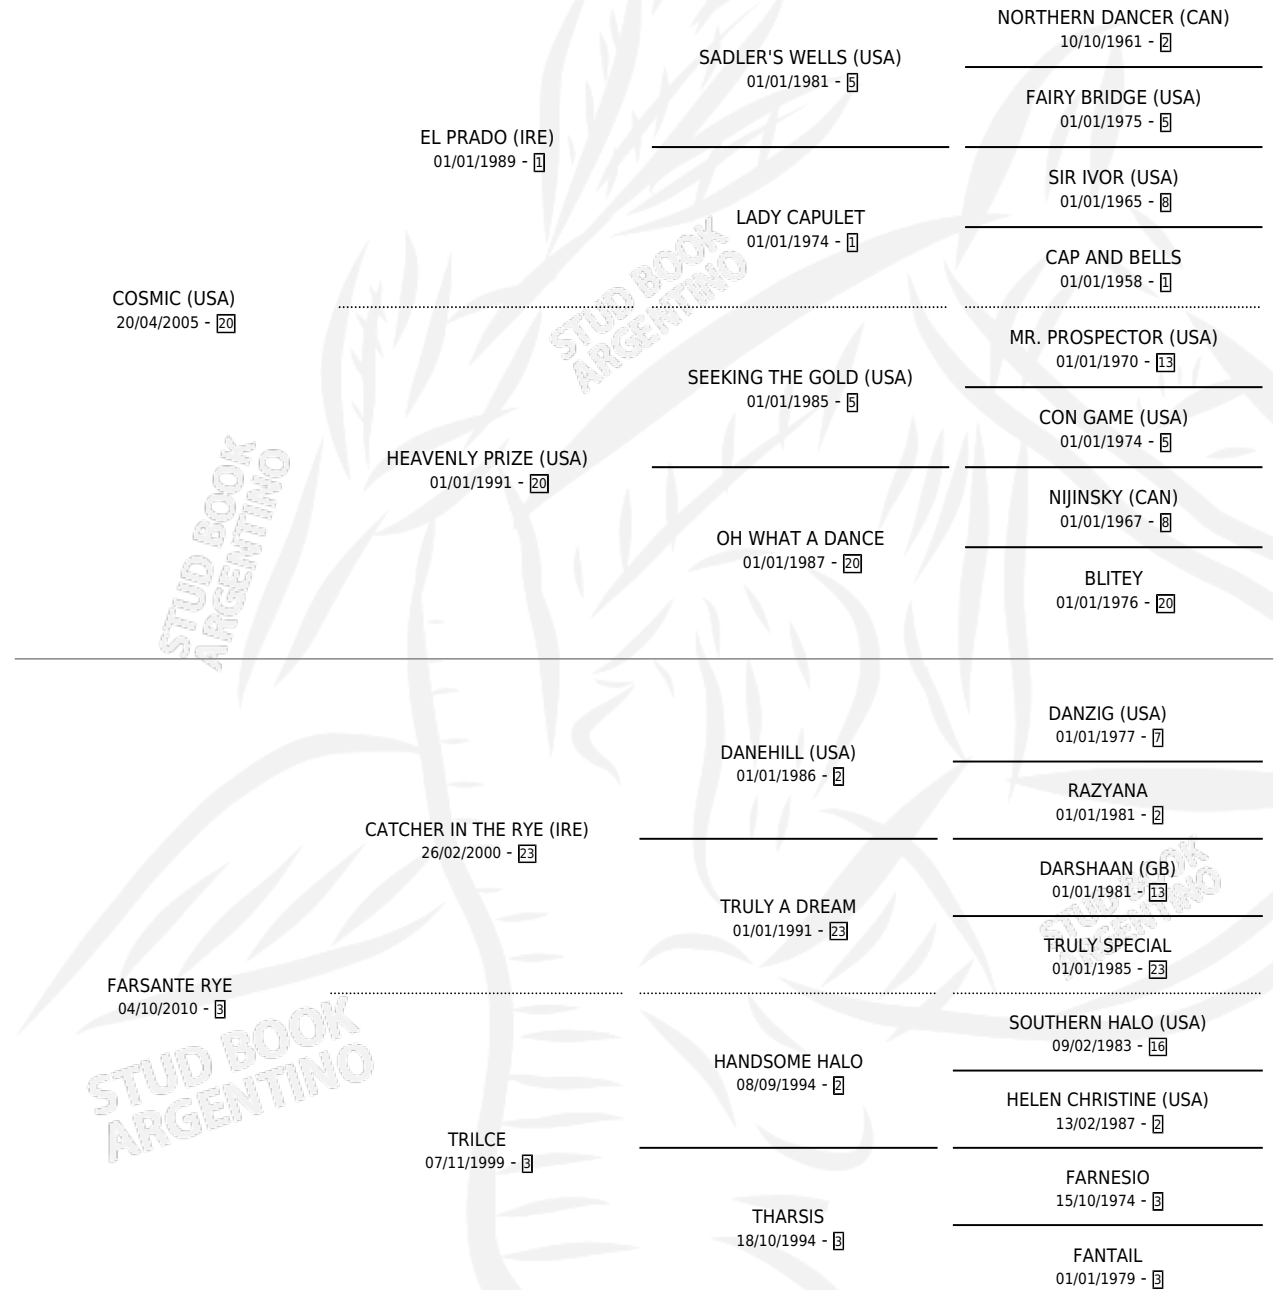 NORTHERN DANCER (CAN)
10/10/1961 - 2
SADLER'S WELLS (USA)
01/01/1981 - 5
FAIRY BRIDGE (USA)
01/01/1975 - 5
EL PRADO (IRE)
01/01/1989 - 1
SIR IVOR (USA)
01/01/1965 - 8
LADY CAPULET
01/01/1974 - 1
CAP AND BELLS
01/01/1958 - 1
COSMIC (USA)
20/04/2005 - 20
MR. PROSPECTOR (USA)
01/01/1970 - 13
SEEKING THE GOLD (USA)
01/01/1985 - 5
CON GAME (USA)
01/01/1974 - 5
HEAVENLY PRIZE (USA)
01/01/1991 - 20
NIJINSKY (CAN)
01/01/1967 - 8
OH WHAT A DANCE
01/01/1987 - 20
BLITEY
01/01/1976 - 20
DANZIG (USA)
01/01/1977 - 7
DANEHILL (USA)
01/01/1986 - 2
RAZYANA
01/01/1981 - 2
CATCHER IN THE RYE (IRE)
26/02/2000 - 23
DARSHAAN (GB)
01/01/1981 - 13
TRULY A DREAM
01/01/1991 - 23
TRULY SPECIAL
01/01/1985 - 23
FARSANTE RYE
04/10/2010 - 3
SOUTHERN HALO (USA)
09/02/1983 - 16
HANDSOME HALO
08/09/1994 - 2
HELEN CHRISTINE (USA)
13/02/1987 - 2
TRILCE
07/11/1999 - 3
FARNESIO
15/10/1974 - 3
THARSIS
18/10/1994 - 3
FANTAIL
01/01/1979 - 3
STUD BOOK
ARGENTINO
STUD BOOK
ARGENTINO
STUD BOOK
ARGENTINO
STUD BOOK
ARGENTINO